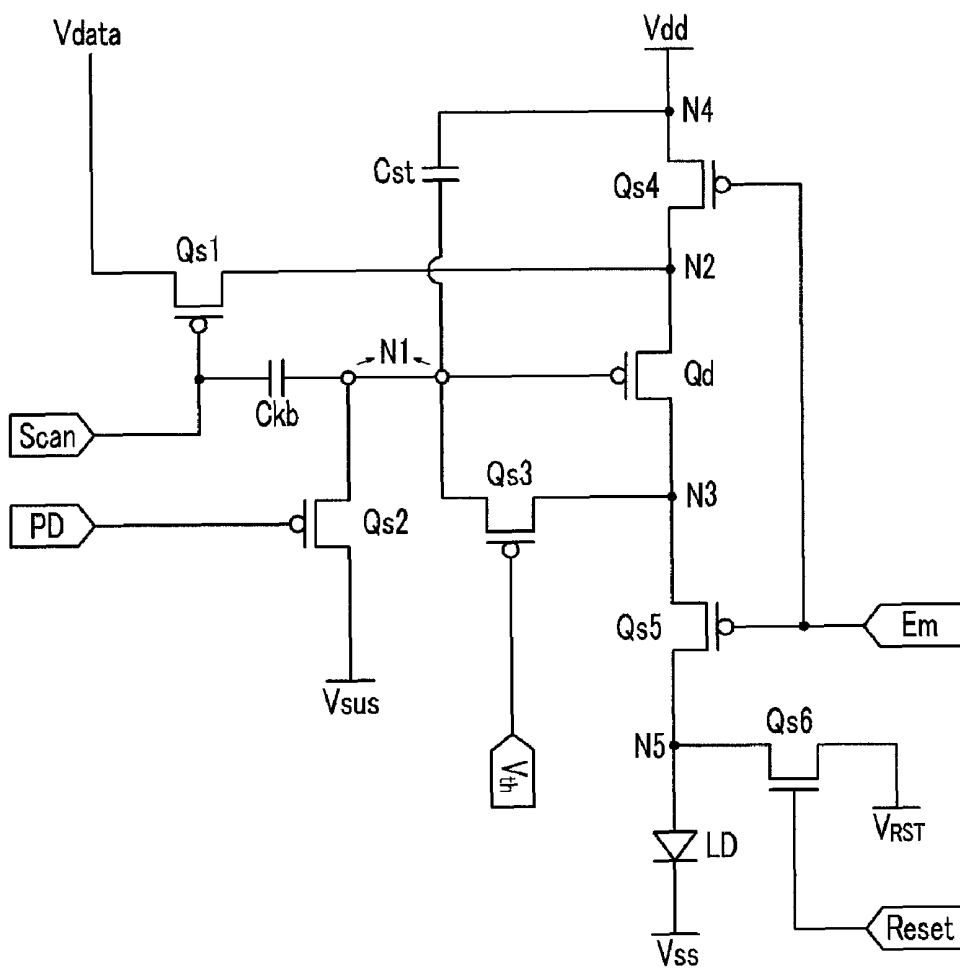 Vdata
Vdd
N4
Cst
Qs4
Qs1
N2
N1
Qd
Ckb
Scan
Qs3
N3
PD
Qs2
Qs5
Em
Vsus
Qs6
N5
Vth
VRST
LD
Reset
Vss